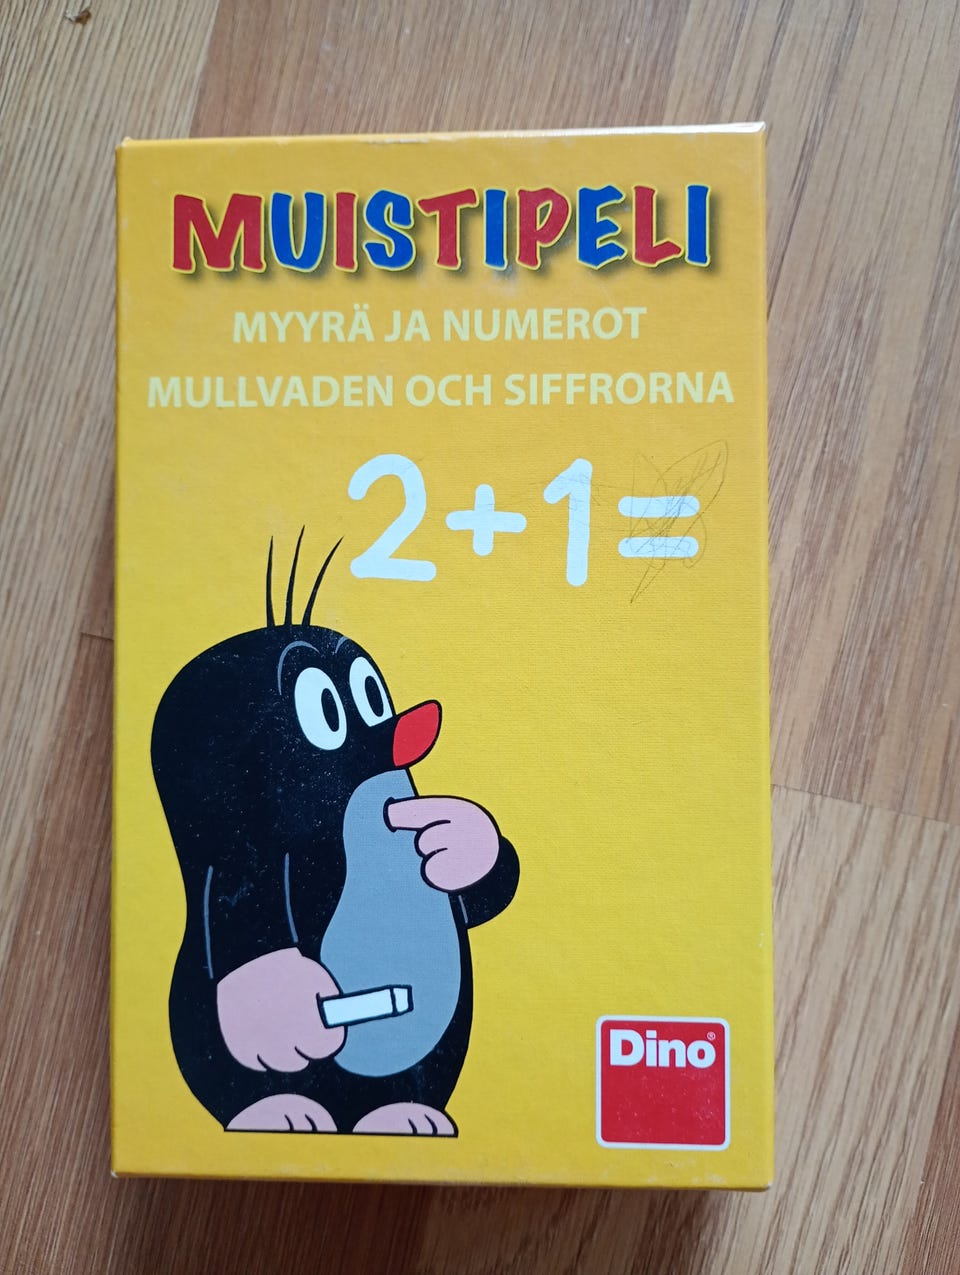 MUISTIPELI
MYYRÄ JA NUMEROT
MULLVADEN OCH SIFFRORNA
2+1=
Dino®